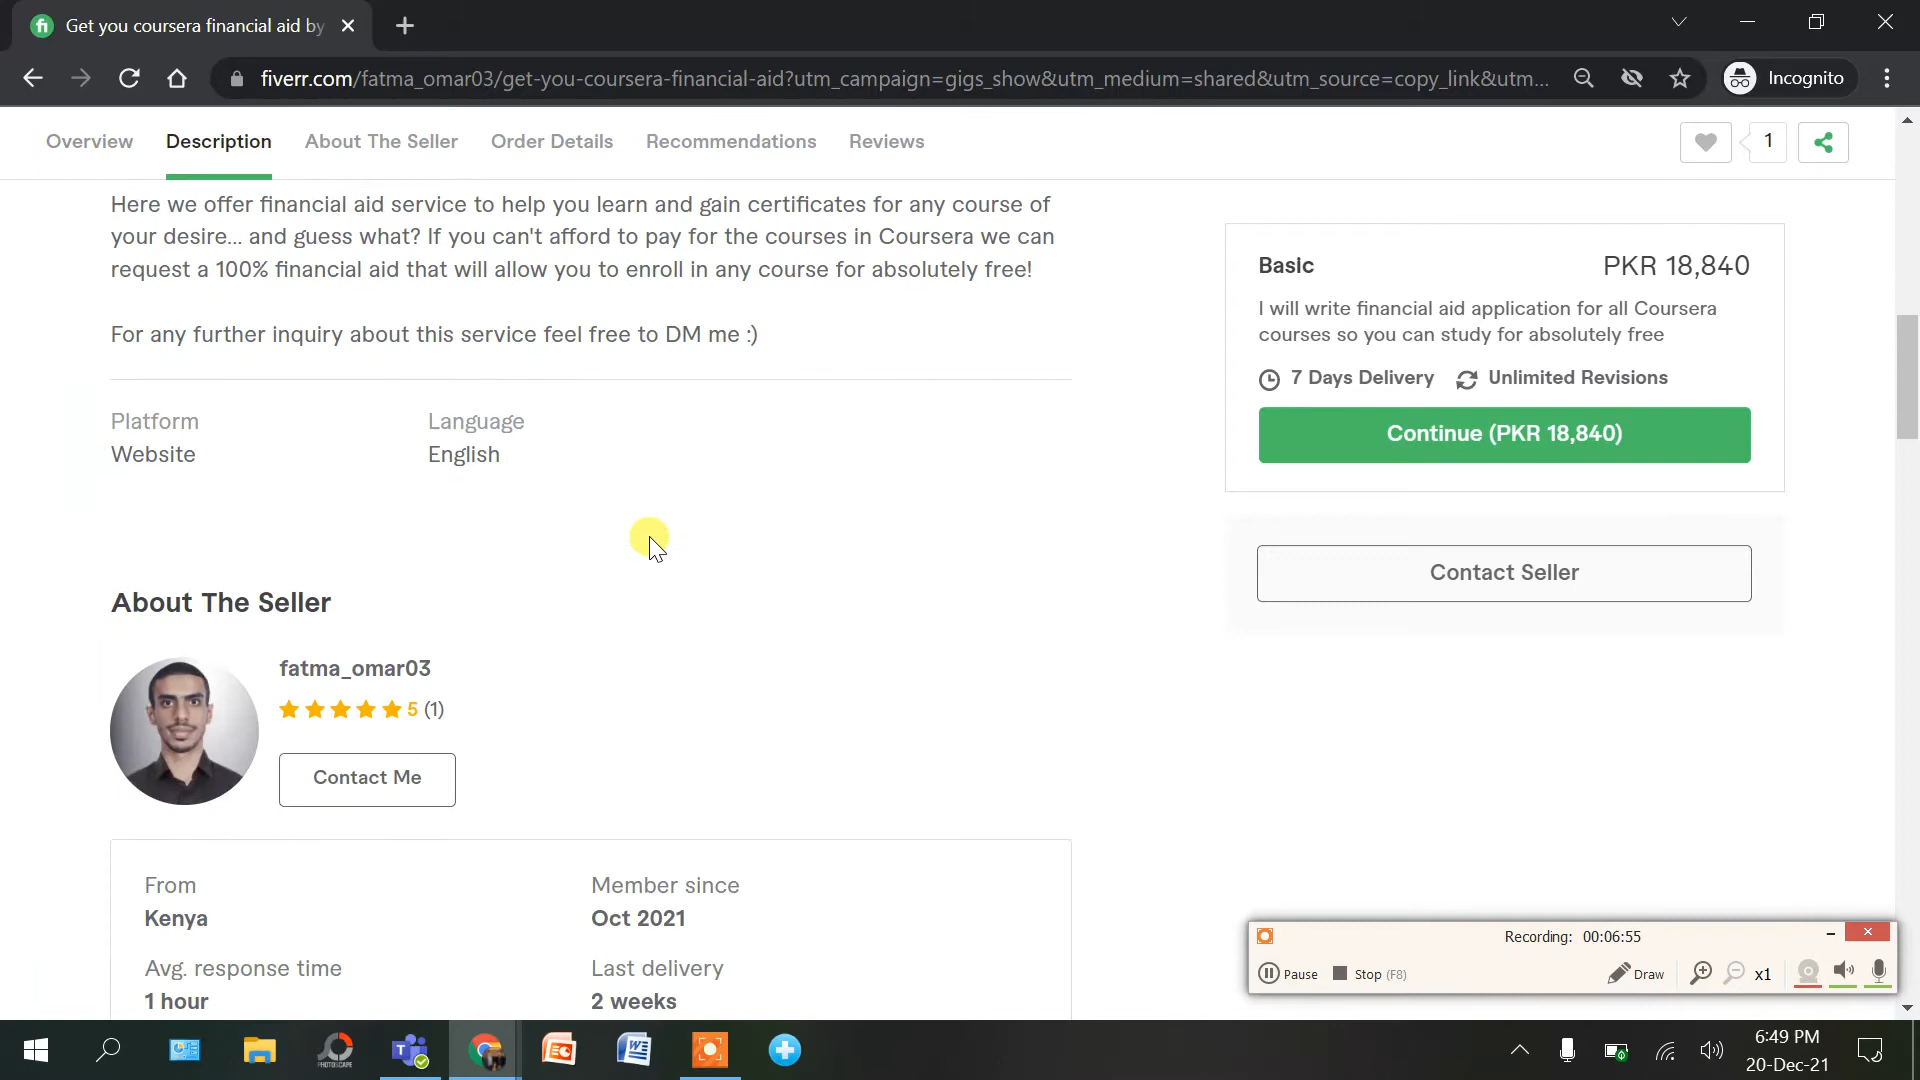 Get you coursera financial aid by
fiverr.com/fatma_omar03/get-you-coursera-financial-aid?utm_campaign=gigs_show&utm_medium=shared&utm_source=copy_link&utm...
Incognito
Overview
Description
About The Seller
Order Details
Recommendations
Reviews
1
Here we offer financial aid service to help you learn and gain certificates for any course of
your desire... and guess what? If you can't afford to pay for the courses in Coursera we can
request a 100% financial aid that will allow you to enroll in any course for absolutely free!
For any further inquiry about this service feel free to DM me :)
Platform
Website
Language
English
Basic
PKR 18,840
I will write financial aid application for all Coursera
courses so you can study for absolutely free
7 Days Delivery
Unlimited Revisions
Continue (PKR 18,840)
Contact Seller
About The Seller
fatma_omar03
5 (1)
Contact Me
From
Kenya
Member since
Oct 2021
Avg. response time
1 hour
Last delivery
2 weeks
Recording: 00:06:55
Pause
Stop (F8)
Draw
x1
PHOTOSCAPE
6:49 PM
20-Dec-21